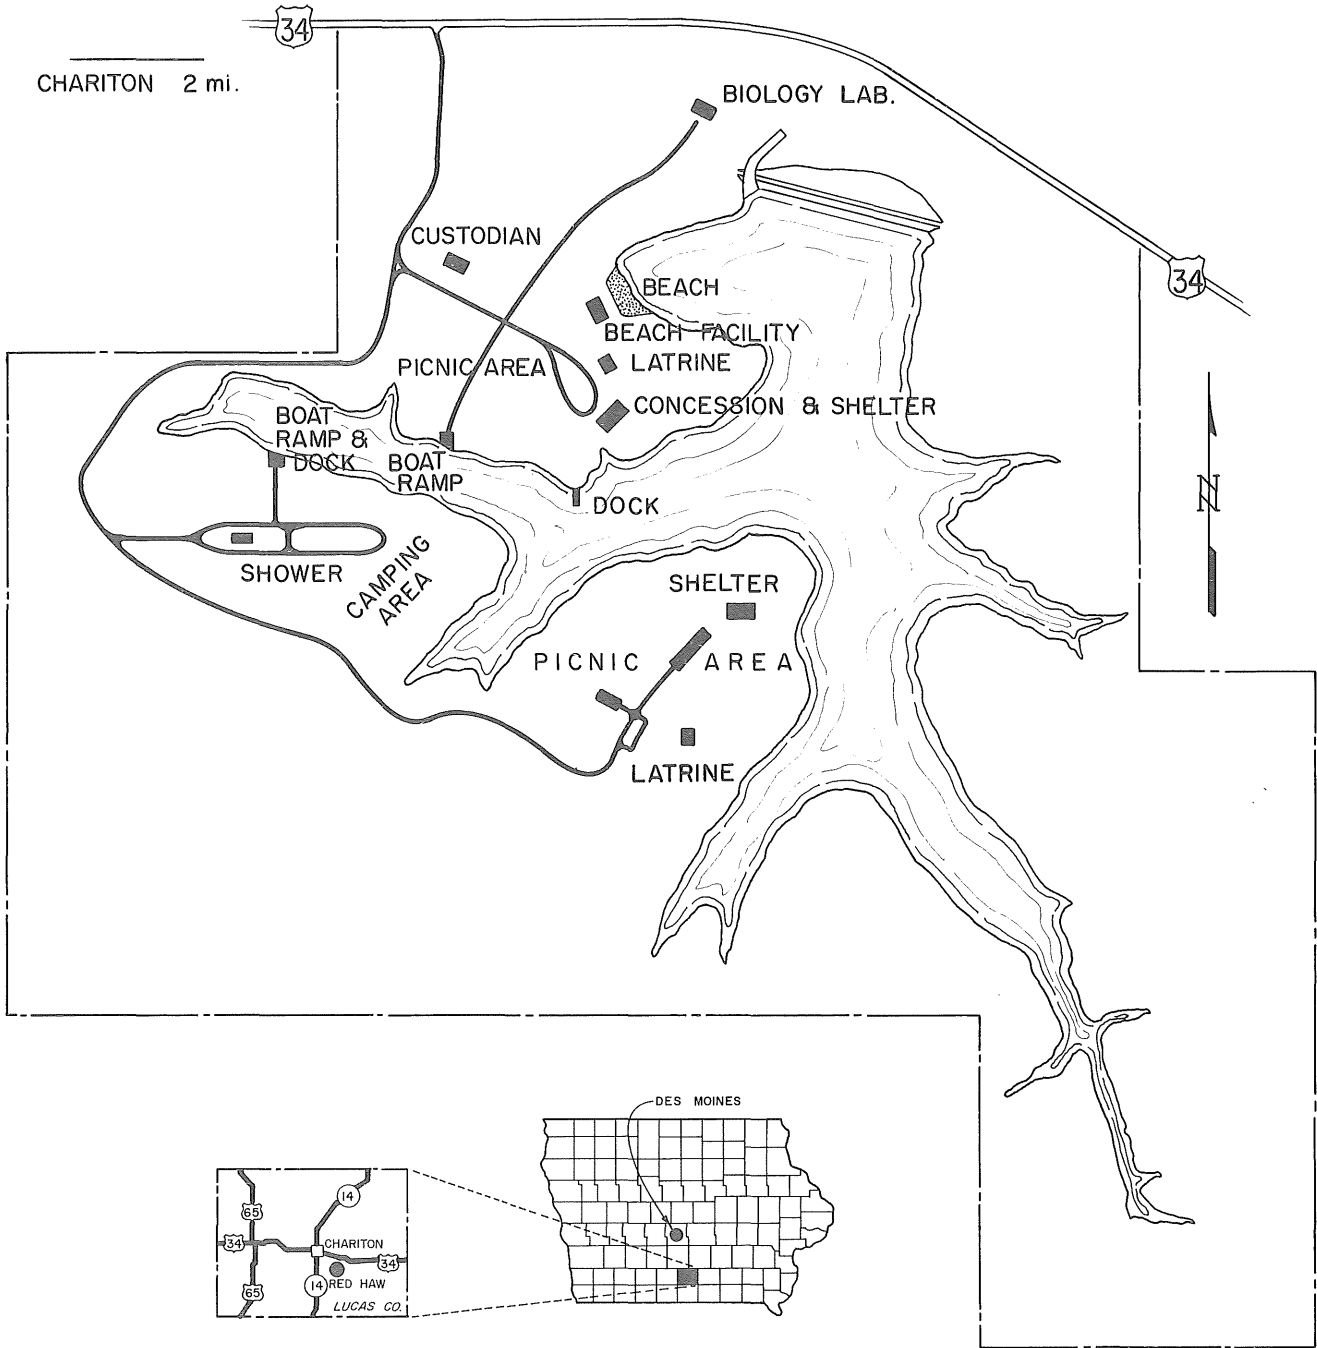 34
CHARITON 2 mi.
BIOLOGY LAB.
CUSTODIAN
34
BEACH
BEACH FACILITY
PICNIC AREA
LATRINE
CONCESSION & SHELTER
BOAT
RAMP &
DOCK
BOAT
RAMP
N
DOCK
SHOWER
CAMPING
AREA
SHELTER
PICNIC AREA
LATRINE
DES MOINES
14
65
34
CHARITON
34
14
RED HAW
65
LUCAS CO.